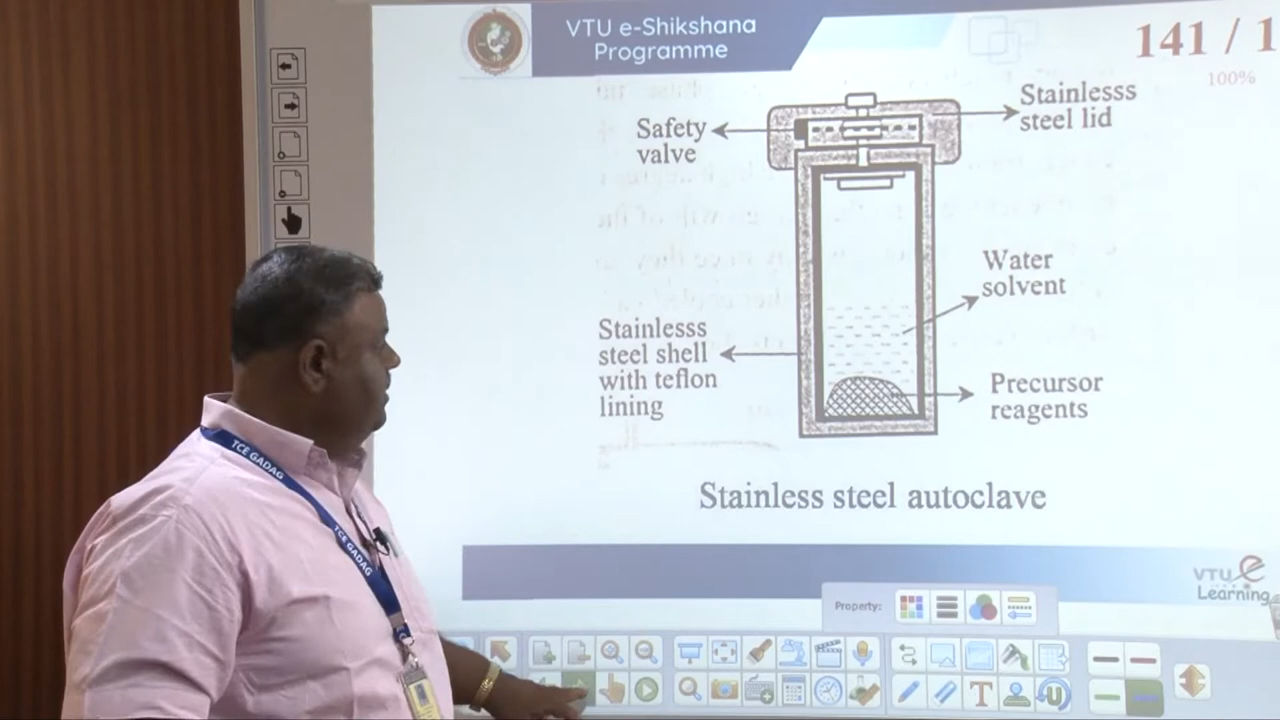 VTU e-Shikshana
Programme
141 / 1
100%
Safety
valve
Stainlesss
steel lid
Water
solvent
Stainlesss
steel shell
with teflon
lining
Precursor
reagents
Stainless steel autoclave
VTU e
Learning
Property:
TCE GADAG
TCE GADAG